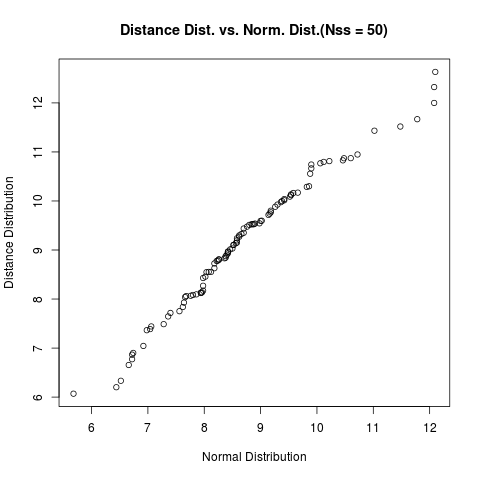 Distance Dist. vs. Norm. Dist.(Nss = 50)
Distance Distribution
12
11
10
9
8
7
6
6 7 8 9 10 11 12
Normal Distribution